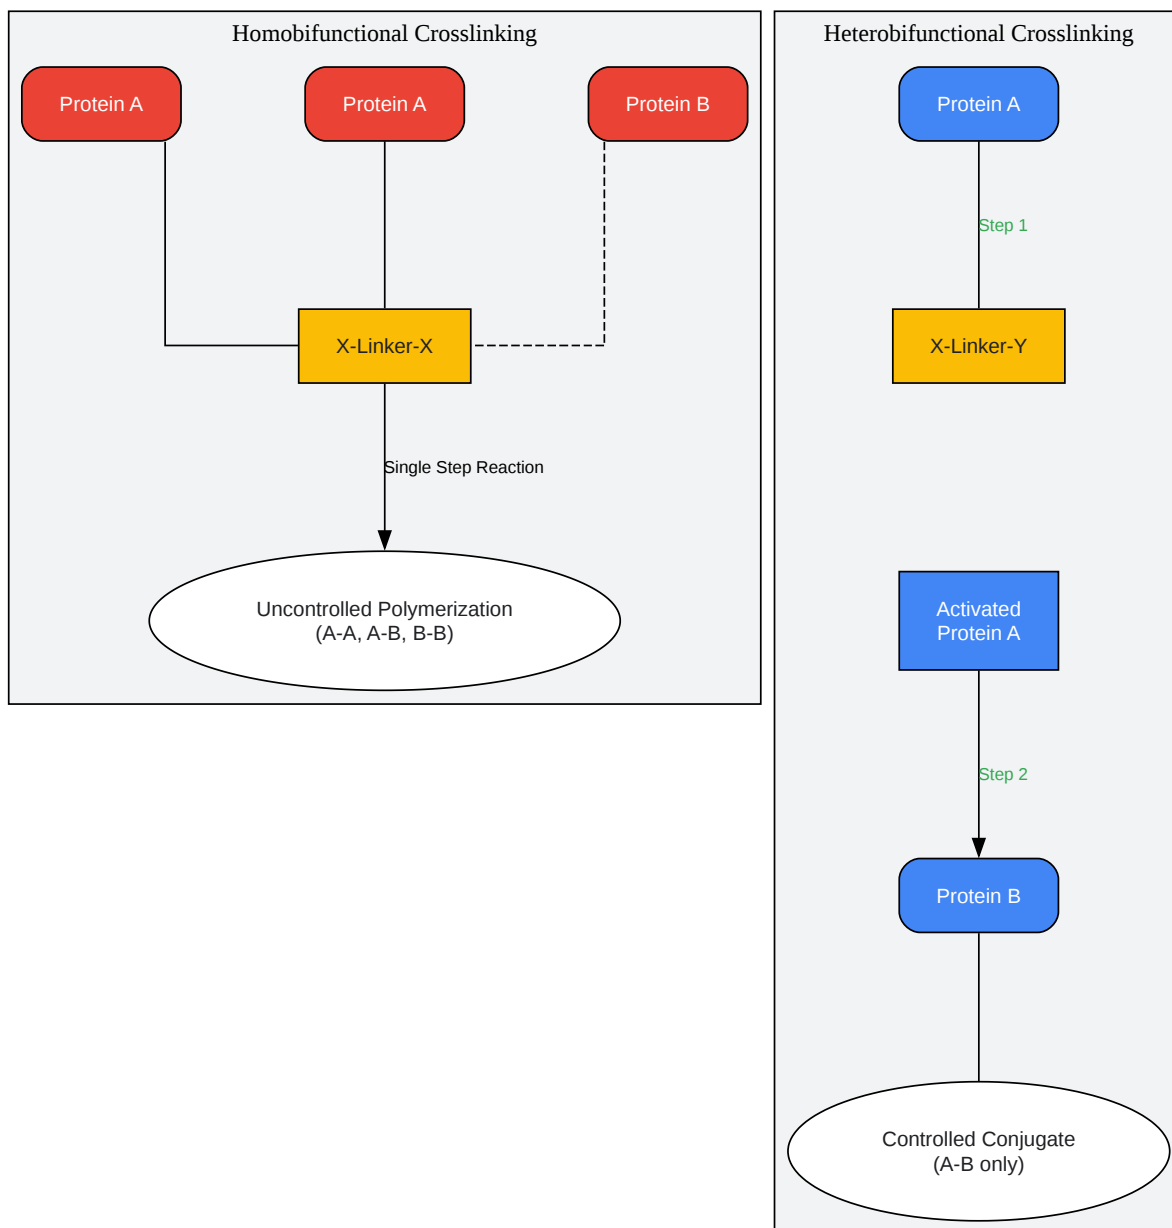 Homobifunctional Crosslinking
Protein A
Protein A
Protein B
X-Linker-X
Single Step Reaction
Uncontrolled Polymerization
(A-A, A-B, B-B)
Heterobifunctional Crosslinking
Protein A
Step 1
X-Linker-Y
Activated
Protein A
Step 2
Protein B
Controlled Conjugate
(A-B only)